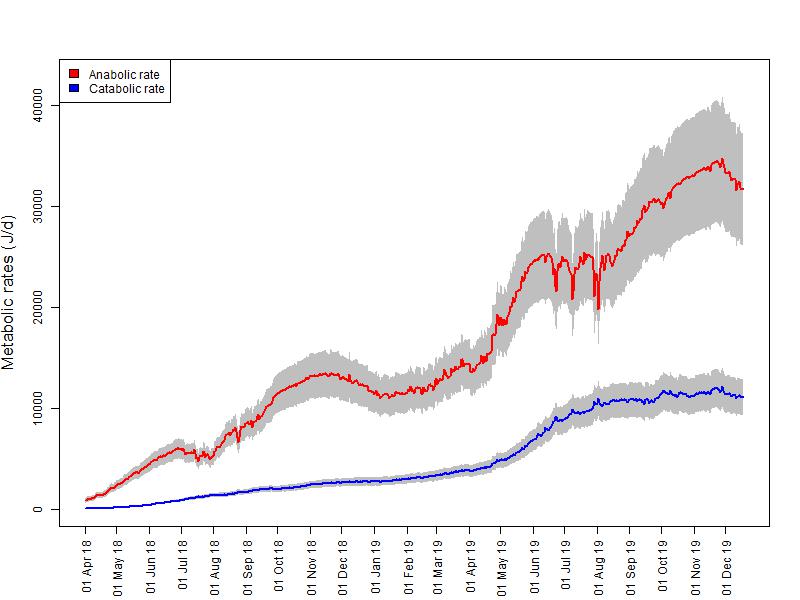 Anabolic rate
Catabolic rate
Metabolic rates (J/d)
40000
30000
20000
10000
0
01 Apr 18
01 May 18
01 Jun 18
01 Jul 18
01 Aug 18
01 Sep 18
01 Oct 18
01 Nov 18
01 Dec 18
01 Jan 19
01 Feb 19
01 Mar 19
01 Apr 19
01 May 19
01 Jun 19
01 Jul 19
01 Aug 19
01 Sep 19
01 Oct 19
01 Nov 19
01 Dec 19